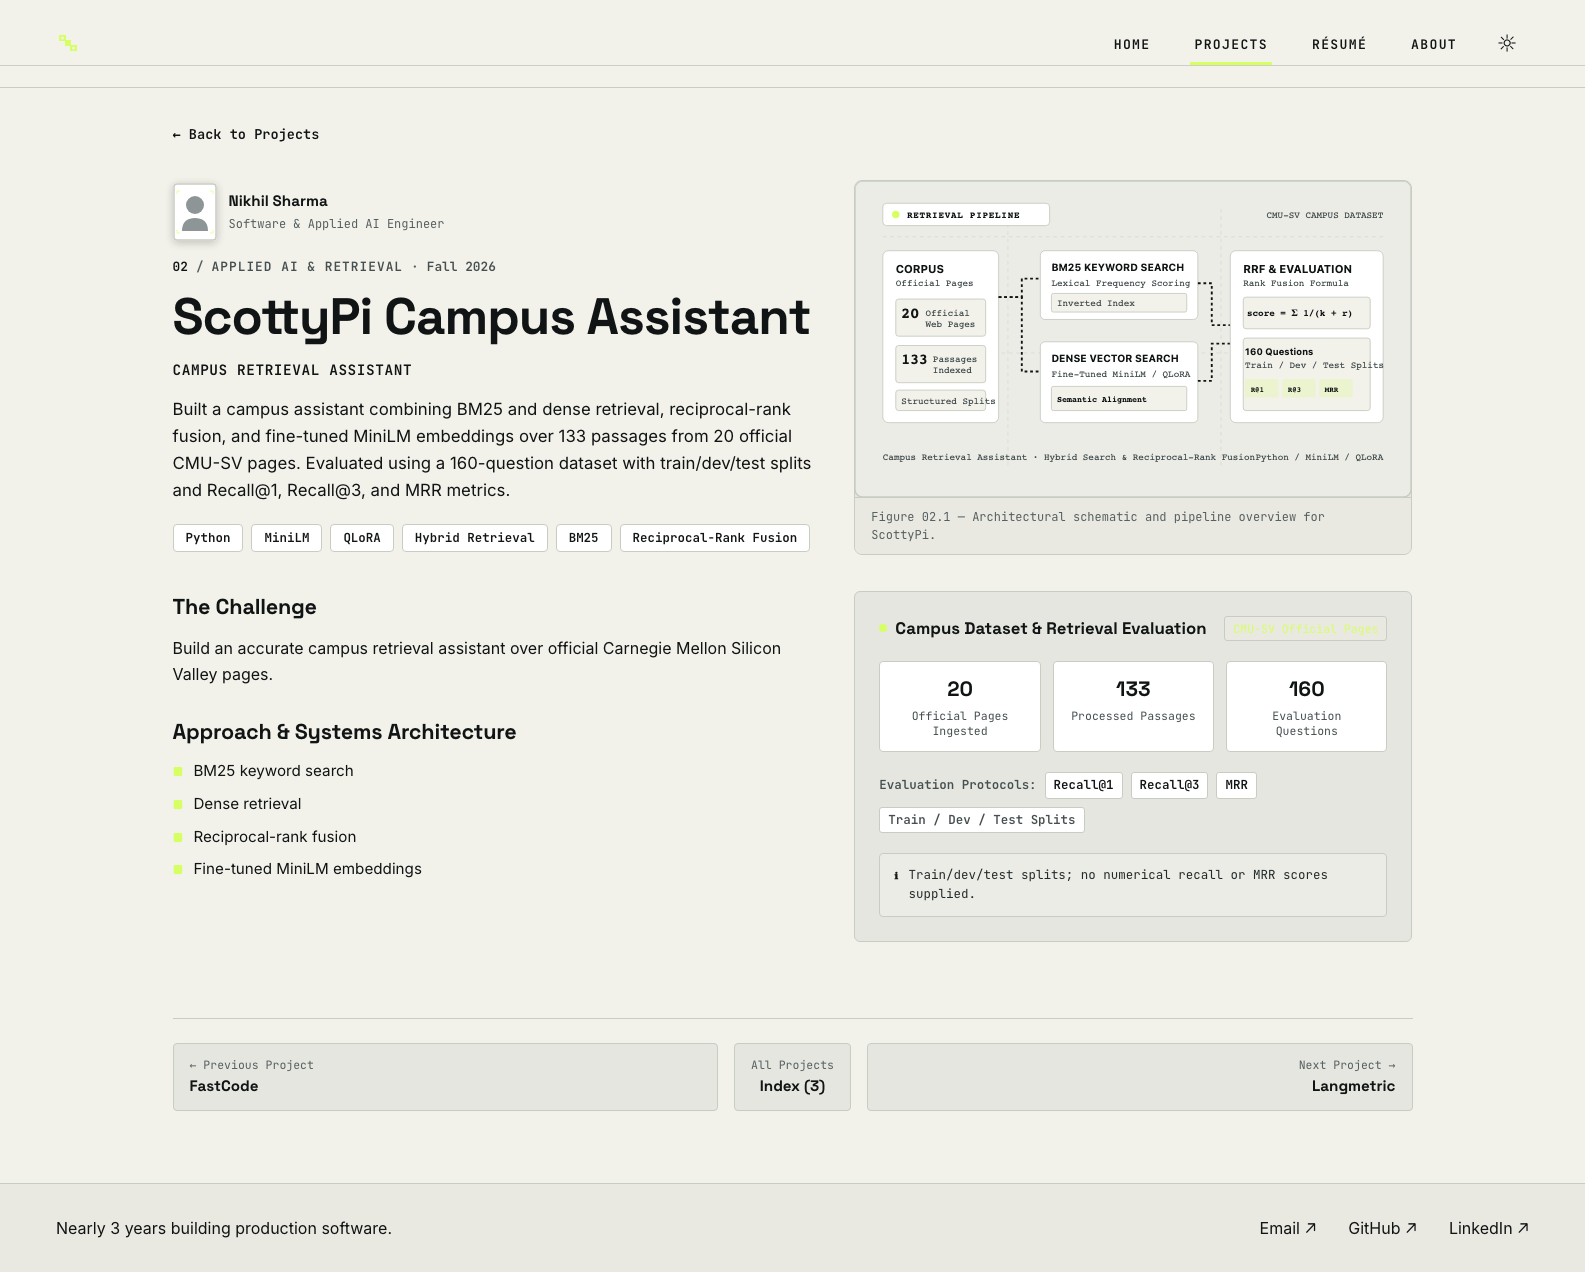 HOME PROJECTS RÉSUMÉ ABOUT
← Back to Projects
Nikhil Sharma
Software & Applied AI Engineer
02 / APPLIED AI & RETRIEVAL · Fall 2026
ScottyPi Campus Assistant
CAMPUS RETRIEVAL ASSISTANT
Built a campus assistant combining BM25 and dense retrieval, reciprocal-rank
fusion, and fine-tuned MiniLM embeddings over 133 passages from 20 official
CMU-SV pages. Evaluated using a 160-question dataset with train/dev/test splits
and Recall@1, Recall@3, and MRR metrics.
Python MiniLM QLoRA Hybrid Retrieval BM25 Reciprocal-Rank Fusion
RETRIEVAL PIPELINE
CMU-SV CAMPUS DATASET
CORPUS
Official Pages
20 Official
Web Pages
133 Passages
Indexed
Structured Splits
BM25 KEYWORD SEARCH
Lexical Frequency Scoring
Inverted Index
DENSE VECTOR SEARCH
Fine-Tuned MiniLM / QLoRA
Semantic Alignment
RRF & EVALUATION
Rank Fusion Formula
score = Σ 1/(k + r)
160 Questions
Train / Dev / Test Splits
R@1 R@3 MRR
Campus Retrieval Assistant · Hybrid Search & Reciprocal-Rank FusionPython / MiniLM / QLoRA
Figure 02.1 — Architectural schematic and pipeline overview for
ScottyPi.
The Challenge
Build an accurate campus retrieval assistant over official Carnegie Mellon Silicon
Valley pages.
Approach & Systems Architecture
BM25 keyword search
Dense retrieval
Reciprocal-rank fusion
Fine-tuned MiniLM embeddings
Campus Dataset & Retrieval Evaluation
CMU-SV Official Pages
20
Official Pages
Ingested
133
Processed Passages
160
Evaluation
Questions
Evaluation Protocols: Recall@1 Recall@3 MRR
Train / Dev / Test Splits
ℹ Train/dev/test splits; no numerical recall or MRR scores
supplied.
← Previous Project
FastCode
All Projects
Index (3)
Next Project →
Langmetric
Nearly 3 years building production software.
Email ↗ GitHub ↗ LinkedIn ↗